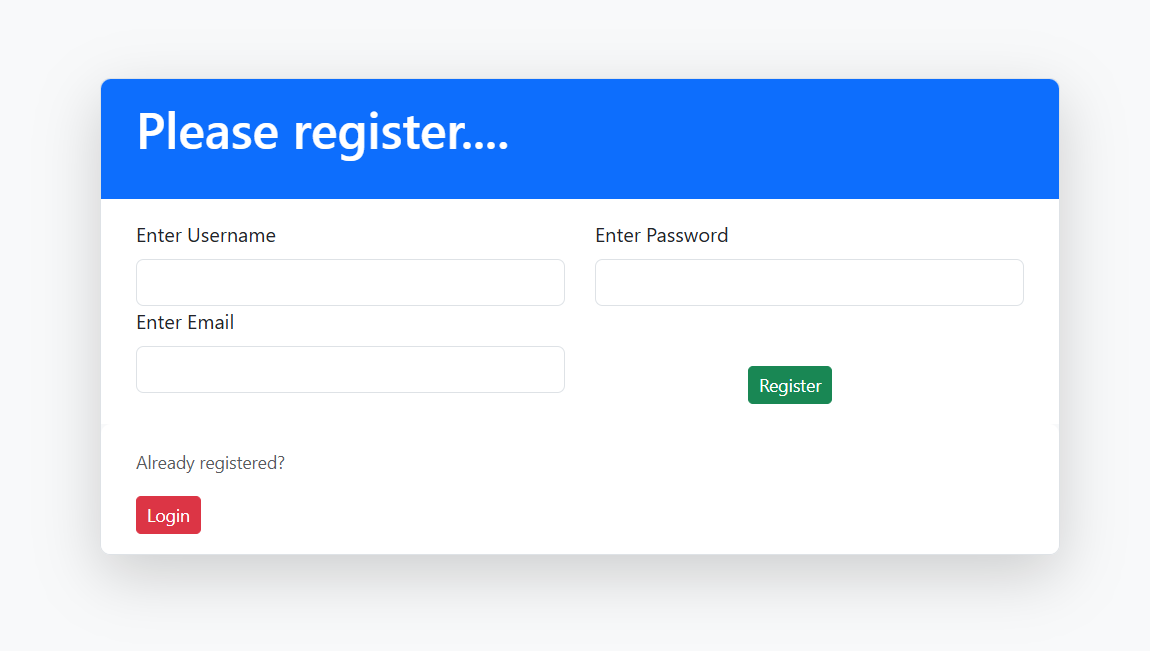 Please register....
Enter Username
Enter Password
Enter Email
Register
Already registered?
Login